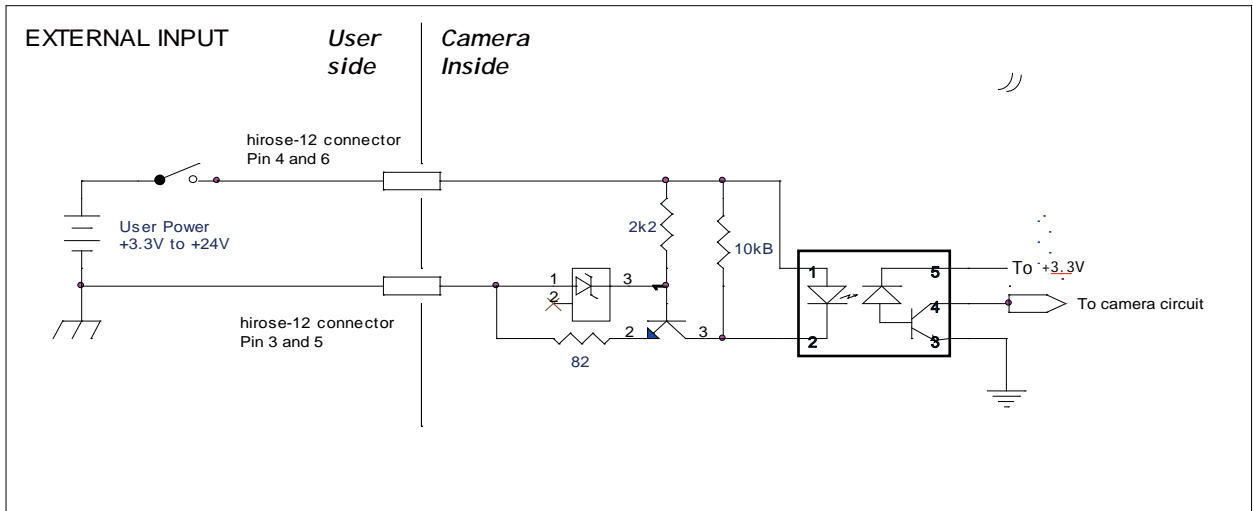 EXTERNAL INPUT
User side
Camera Inside
hirose-12 connector
Pin 4 and 6
User Power
+3.3V to +24V
2k2
10kB
1
2
3
1
2
3
82
hirose-12 connector
Pin 3 and 5
1
2
5
4
3
To +3.3V
To camera circuit